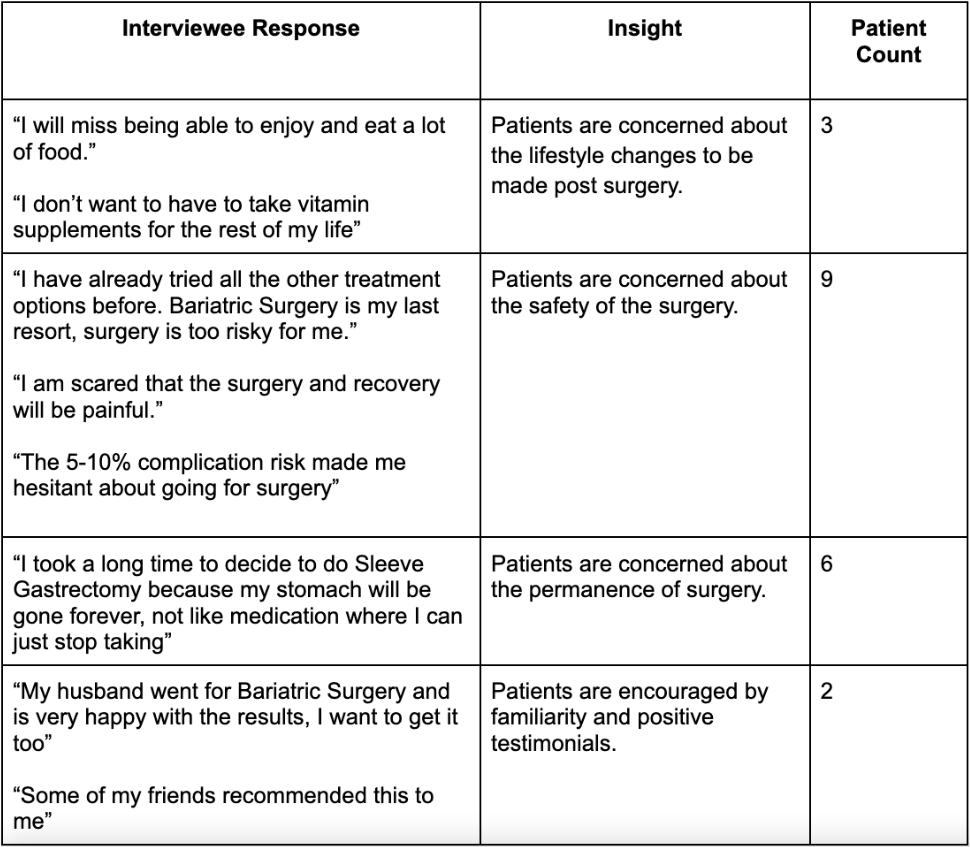 Interviewee Response
Insight
Patient
Count
“I will miss being able to enjoy and eat a lot
of food.”
“I don’t want to have to take vitamin
supplements for the rest of my life”
Patients are concerned about
the lifestyle changes to be
made post surgery.
3
“I have already tried all the other treatment
options before. Bariatric Surgery is my last
resort, surgery is too risky for me.”
“I am scared that the surgery and recovery
will be painful.”
“The 5-10% complication risk made me
hesitant about going for surgery”
Patients are concerned about
the safety of the surgery.
9
“I took a long time to decide to do Sleeve
Gastrectomy because my stomach will be
gone forever, not like medication where I can
just stop taking”
Patients are concerned about
the permanence of surgery.
6
“My husband went for Bariatric Surgery and
is very happy with the results, I want to get it
too”
“Some of my friends recommended this to
me”
Patients are encouraged by
familiarity and positive
testimonials.
2